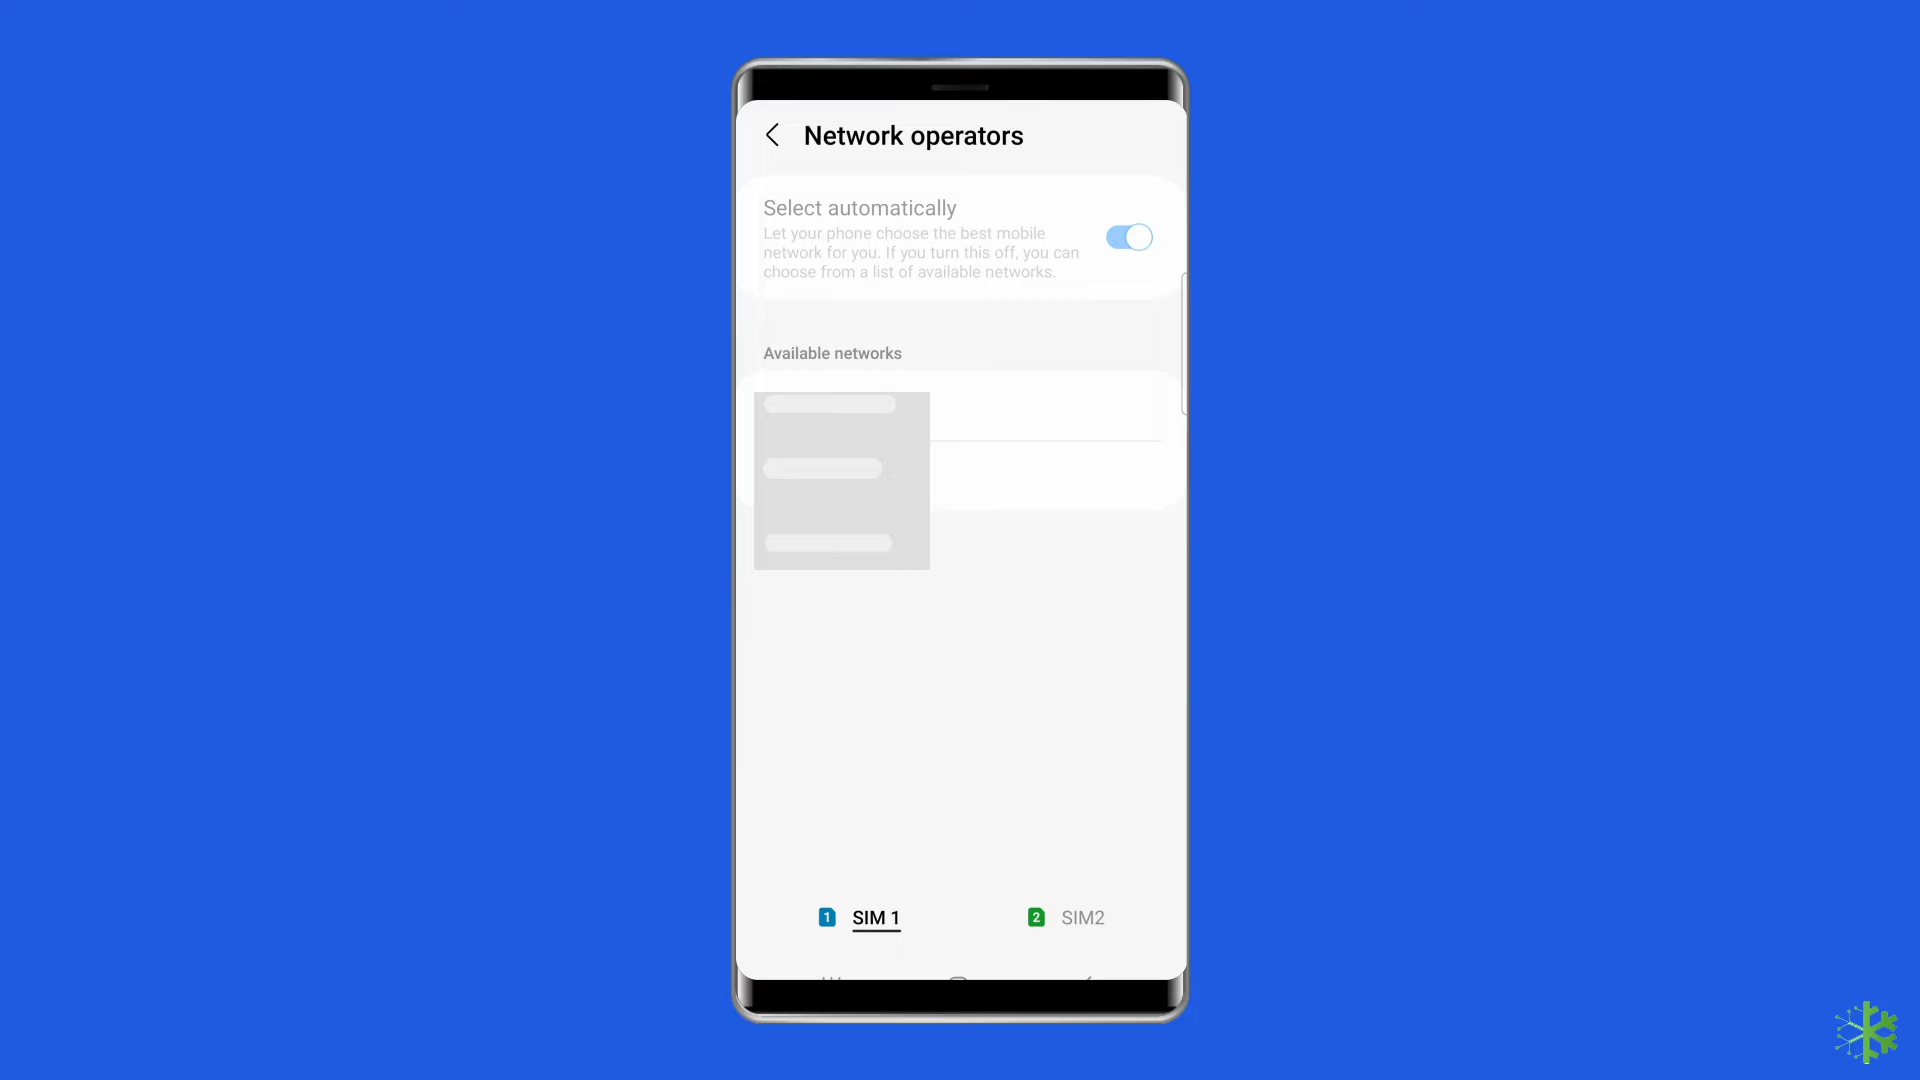 Network operators
Select automatically
Let your phone choose the best mobile
network for you. If you turn this off, you can
choose from a list of available networks.
Available networks
1 SIM 1
2 SIM2